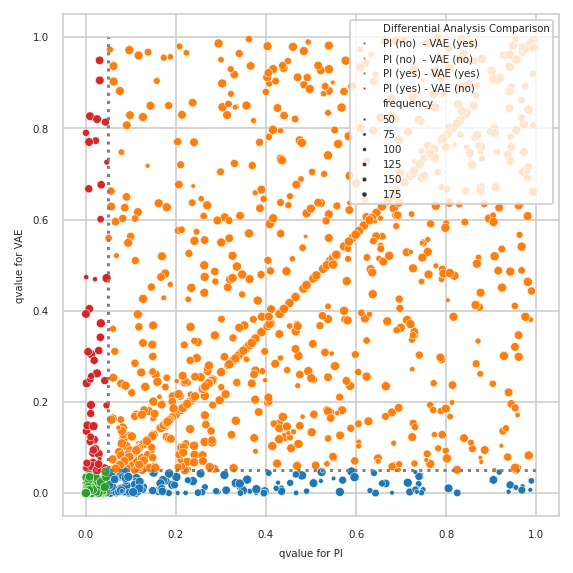 Differential Analysis Comparison
PI (no)  - VAE (yes)
PI (no)  - VAE (no)
PI (yes) - VAE (yes)
PI (yes) - VAE (no)
frequency
50
75
100
125
150
175
1.0
0.8
0.6
0.4
0.2
0.0
qvalue for VAE
0.0
0.2
0.4
0.6
0.8
1.0
qvalue for PI